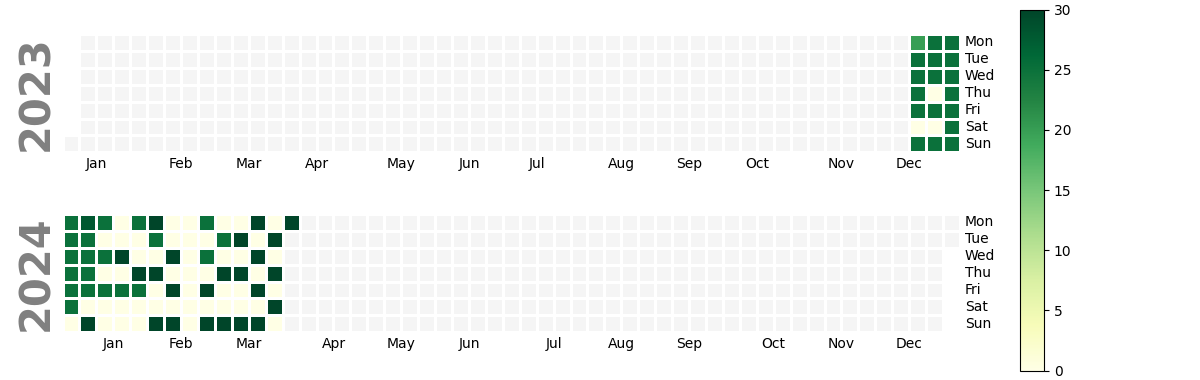 2023
Mon
Tue
Wed
Thu
Fri
Sat
Sun
Jan Feb Mar Apr May Jun Jul Aug Sep Oct Nov Dec
2024
Mon
Tue
Wed
Thu
Fri
Sat
Sun
Jan Feb Mar Apr May Jun Jul Aug Sep Oct Nov Dec
30
25
20
15
10
5
0